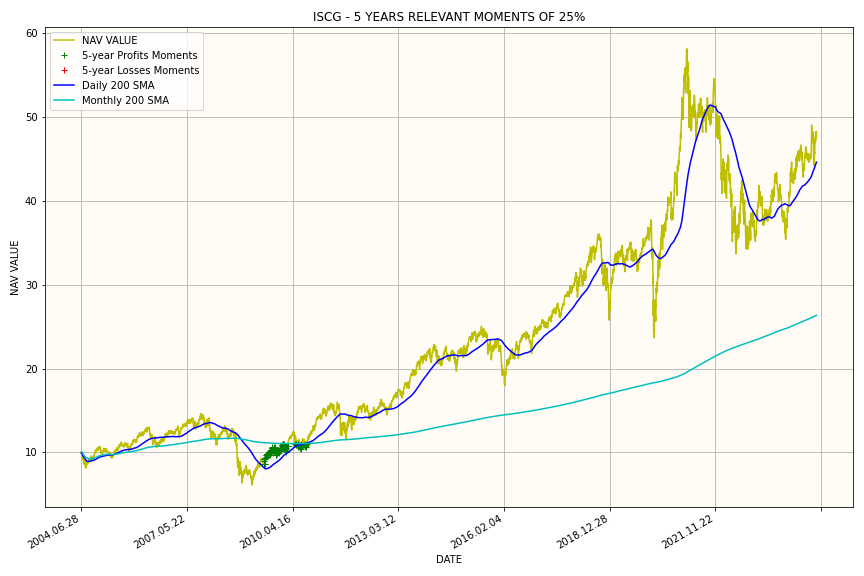 ISCG - 5 YEARS RELEVANT MOMENTS OF 25%
NAV VALUE
5-year Profits Moments
5-year Losses Moments
Daily 200 SMA
Monthly 200 SMA
60
50
40
30
20
10
NAV VALUE
2004.06.28
2007.05.22
2010.04.16
2013.03.12
2016.02.04
2018.12.28
2021.11.22
DATE